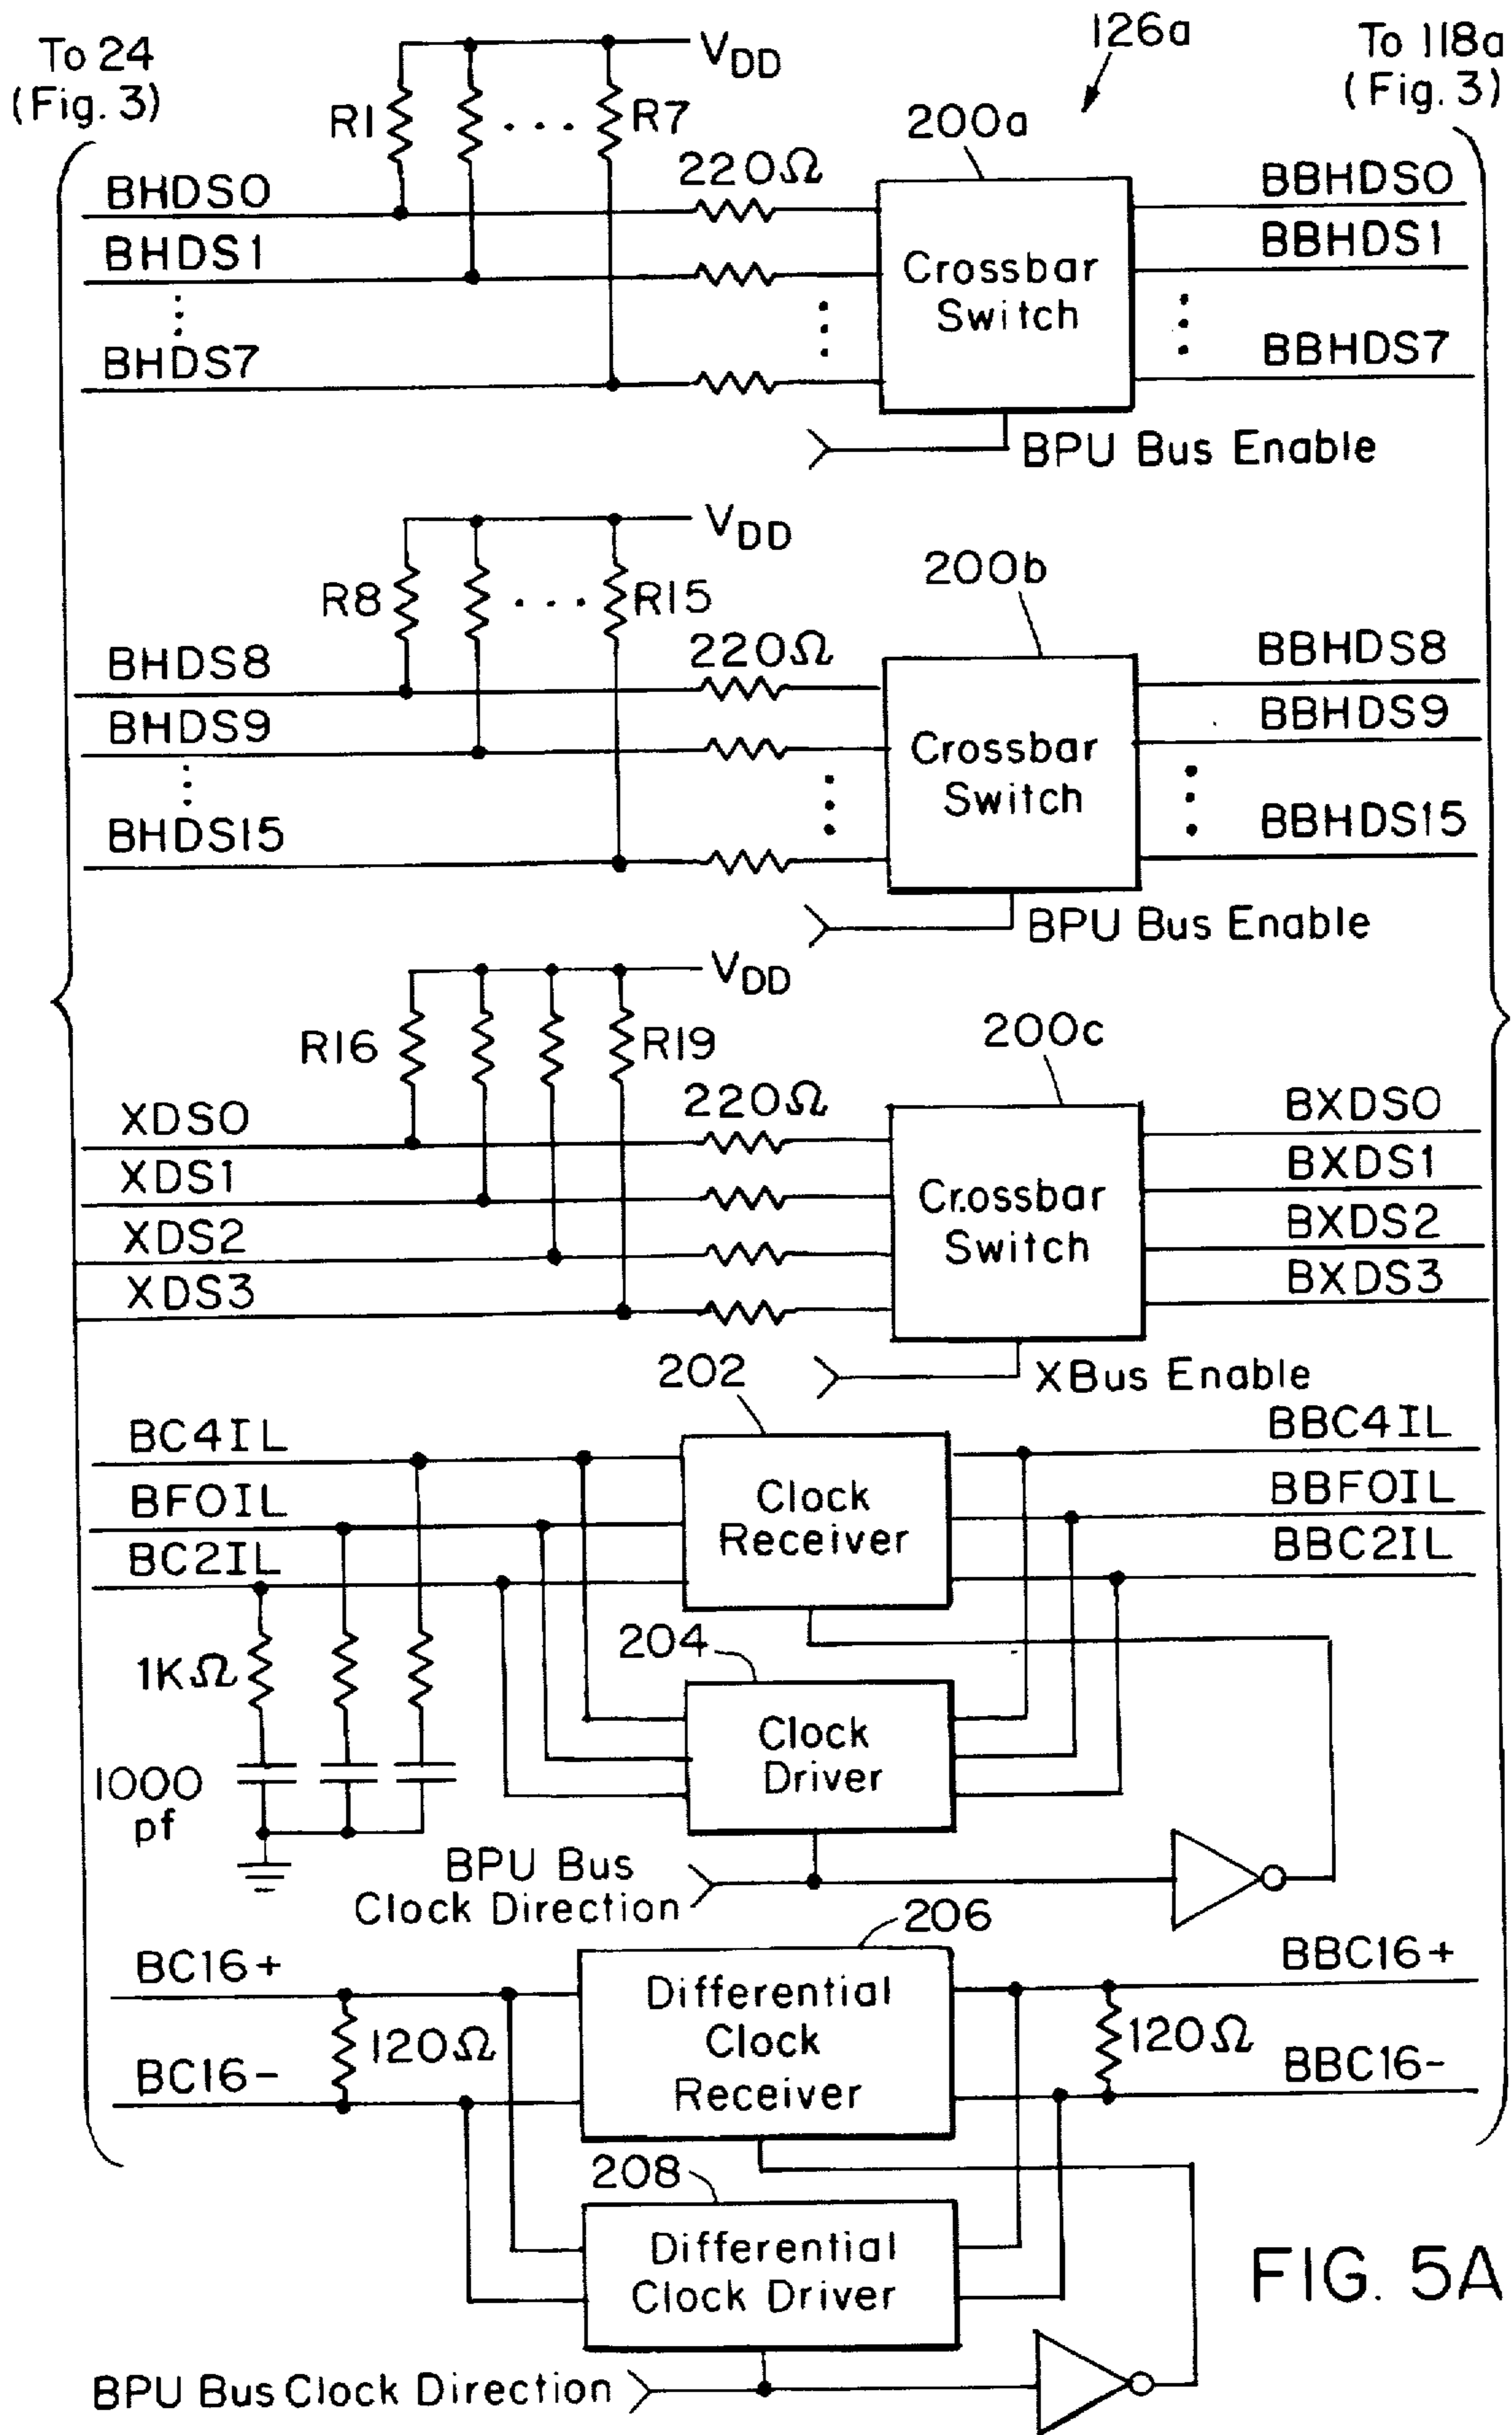 To 24
(Fig. 3)
126a
To 118a
(Fig. 3)
VDD
R1
...
R7
200a
220Ω
BHDS0
BHDS1
BHDS7
Crossbar
Switch
BBHDS0
BBHDS1
BBHDS7
BPU Bus Enable
VDD
R8
...
R15
200b
220Ω
BHDS8
BHDS9
BHDS15
Crossbar
Switch
BBHDS8
BBHDS9
BBHDS15
BPU Bus Enable
VDD
R16
R19
200c
220Ω
XDS0
XDS1
XDS2
XDS3
Crossbar
Switch
BXDS0
BXDS1
BXDS2
BXDS3
XBus Enable
202
BC4IL
BFOIL
BC2IL
Clock
Receiver
BBC4IL
BBFOIL
BBC2IL
204
1KΩ
1000
pf
Clock
Driver
BPU Bus
Clock Direction
206
BC16+
BC16-
120Ω
Differential
Clock
Receiver
120Ω
BBC16+
BBC16-
208
Differential
Clock Driver
BPU Bus Clock Direction
FIG. 5A